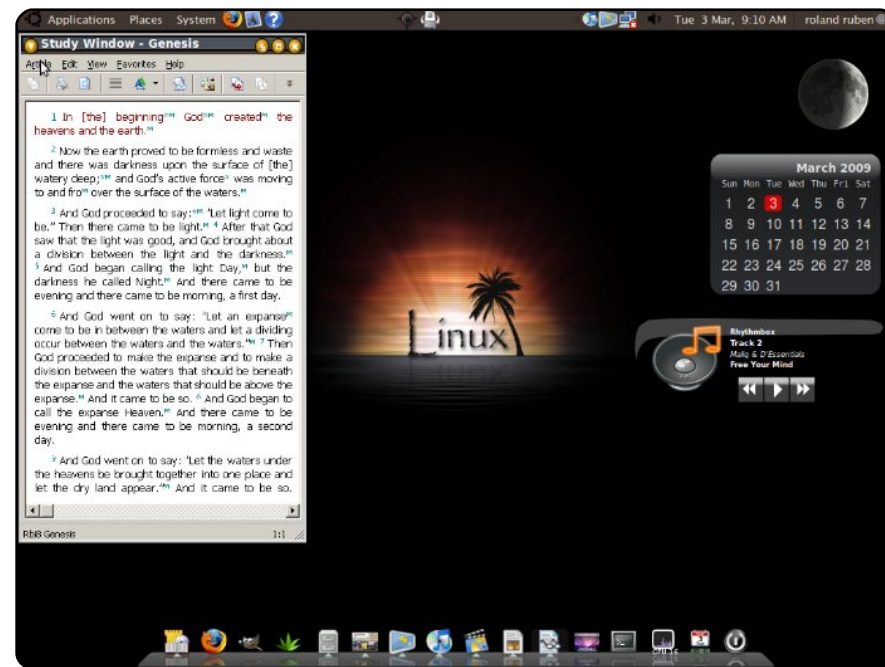 Applications Places System
Tue 3 Mar, 9:10 AM roland ruben
Study Window - Genesis
Article Edit View Favorites Help
1 In [the] beginning God created the
heavens and the earth.
2 Now the earth proved to be formless and waste
and there was darkness upon the surface of [the]
watery deep; and God's active force was moving
to and fro over the surface of the waters.
3 And God proceeded to say: "Let light come to
be." Then there came to be light. 4 After that God
saw that the light was good, and God brought about
a division between the light and the darkness.
5 And God began calling the light Day, but the
darkness he called Night. And there came to be
evening and there came to be morning, a first day.
6 And God went on to say: "Let an expanse
come to be in between the waters and let a dividing
occur between the waters and the waters." 7 Then
God proceeded to make the expanse and to make a
division between the waters that should be beneath
the expanse and the waters that should be above the
expanse. And it came to be so. 8 And God began to
call the expanse Heaven. And there came to be
evening and there came to be morning, a second
day.
9 And God went on to say: "Let the waters under
the heavens be brought together into one place and
let the dry land appear." And it came to be so.
Rbi8 Genesis 1:1
Linux
March 2009
Sun Mon Tue Wed Thu Fri Sat
1 2 3 4 5 6 7
8 9 10 11 12 13 14
15 16 17 18 19 20 21
22 23 24 25 26 27 28
29 30 31
Rhythmbox
Track 2
Maliq & D'Essentials
Free Your Mind